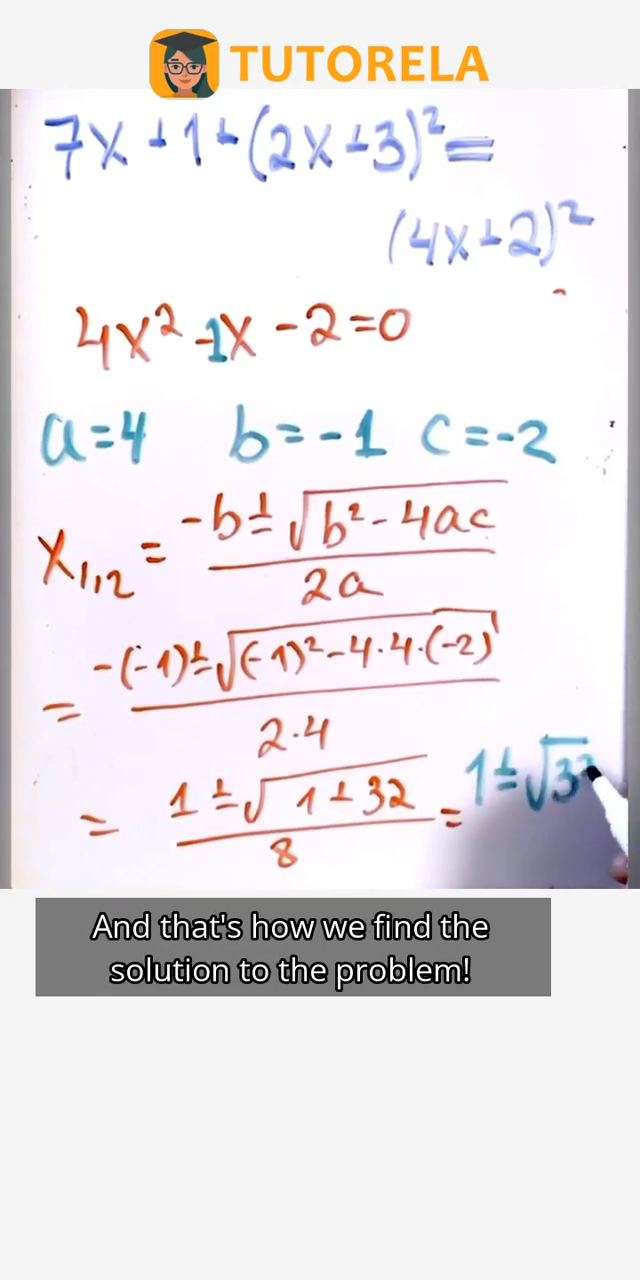 TUTORELA
7x+1+(2x+3)²=
(4x+2)²
4x²-1x-2=0
a=4 b=-1 c=-2
x₁,₂ = (-b±√(b²-4ac))/(2a)
= (-(-1)±√((-1)²-4·4·(-2)))/(2·4)
= (1±√(1+32))/8 = 1±√3
And that's how we find the
solution to the problem!